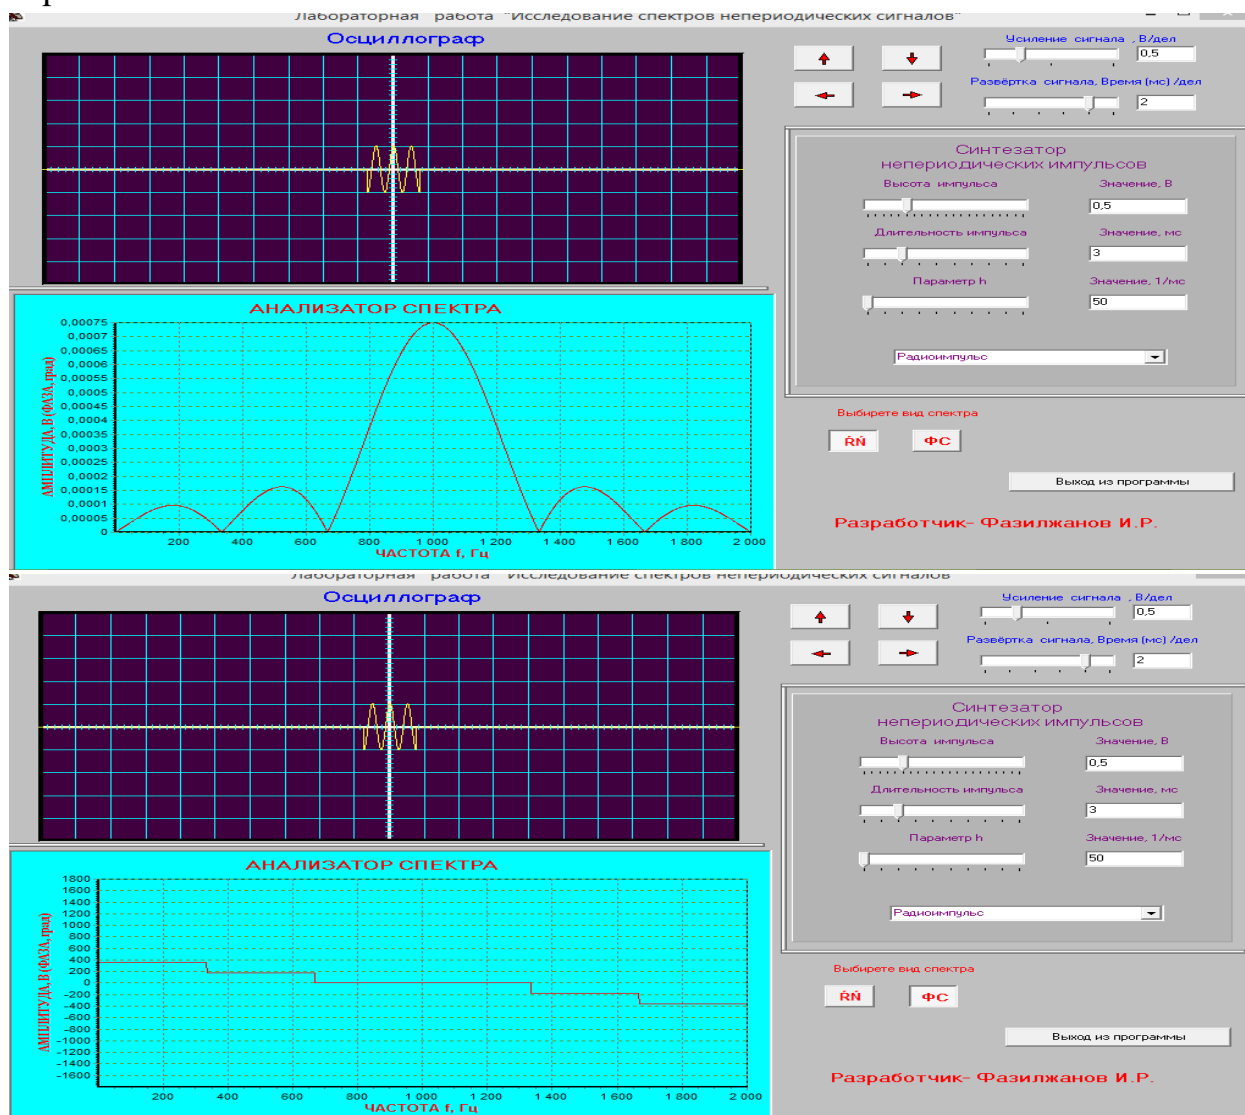 Лабораторная работа "Исследование спектров непериодических сигналов"
Осциллограф
Усиление сигнала , В/дел
0,5
Развёртка сигнала, Время (мс) /дел
2
Синтезатор
непериодических импульсов
Высота импульса Значение, В
0,5
Длительность импульса Значение, мс
3
Параметр h Значение, 1/мс
50
Радиоимпульс
Выбирете вид спектра
ŔŃ ФС
Выход из программы
Разработчик- Фазилжанов И.Р.
АНАЛИЗАТОР СПЕКТРА
АМПЛИТУДА, В (ФАЗА, град)
0,00075
0,0007
0,00065
0,0006
0,00055
0,0005
0,00045
0,0004
0,00035
0,0003
0,00025
0,0002
0,00015
0,0001
0,00005
0
200 400 600 800 1 000 1 200 1 400 1 600 1 800 2 000
ЧАСТОТА f, Гц
Лабораторная работа "Исследование спектров непериодических сигналов"
Осциллограф
Усиление сигнала , В/дел
0,5
Развёртка сигнала, Время (мс) /дел
2
Синтезатор
непериодических импульсов
Высота импульса Значение, В
0,5
Длительность импульса Значение, мс
3
Параметр h Значение, 1/мс
50
Радиоимпульс
Выбирете вид спектра
ŔŃ ФС
Выход из программы
Разработчик- Фазилжанов И.Р.
АНАЛИЗАТОР СПЕКТРА
АМПЛИТУДА, В (ФАЗА, град)
1800
1600
1400
1200
1000
800
600
400
200
0
-200
-400
-600
-800
-1000
-1200
-1400
-1600
200 400 600 800 1 000 1 200 1 400 1 600 1 800 2 000
ЧАСТОТА f, Гц